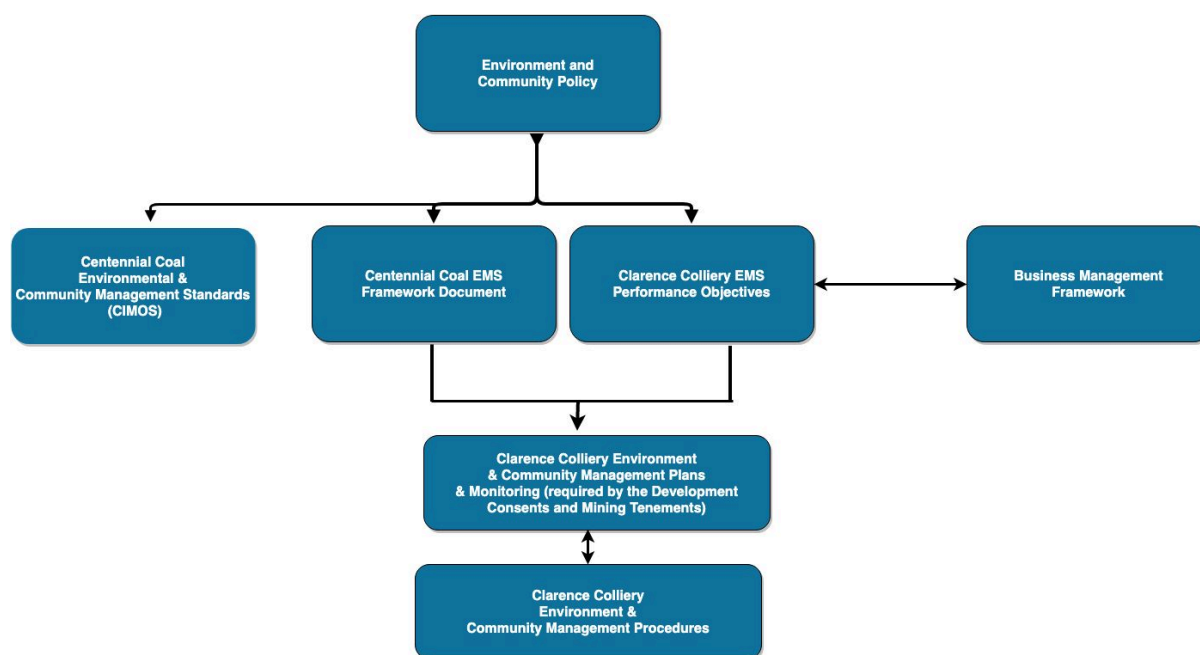 Environment and
Community Policy
Centennial Coal
Environmental &
Community Management Standards
(CIMOS)
Centennial Coal EMS
Framework Document
Clarence Colliery EMS
Performance Objectives
Business Management
Framework
Clarence Colliery Environment
& Community Management Plans
& Monitoring (required by the Development
Consents and Mining Tenements)
Clarence Colliery
Environment &
Community Management Procedures